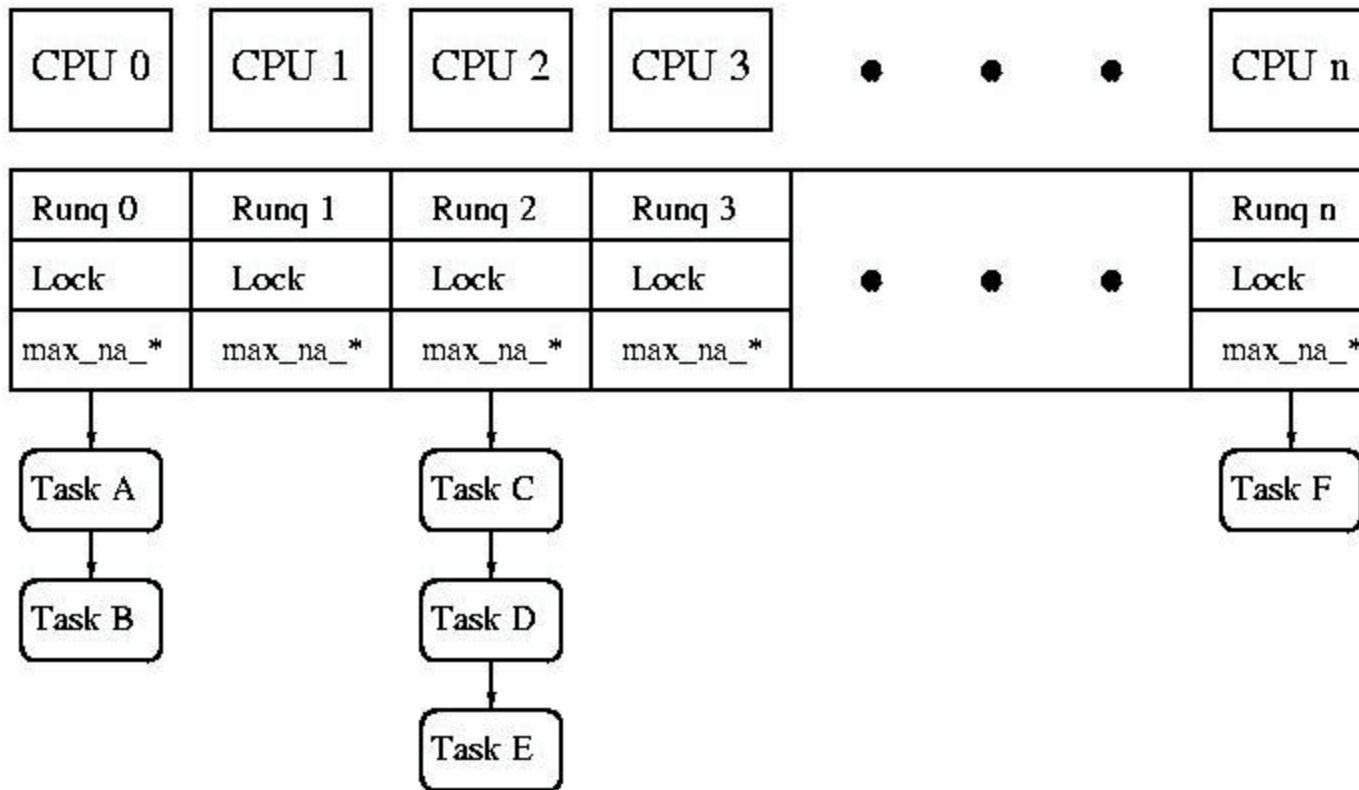 CPU 0 CPU 1 CPU 2 CPU 3 CPU n
Runq 0 Runq 1 Runq 2 Runq 3 Runq n
Lock Lock Lock Lock Lock
max_na_* max_na_* max_na_* max_na_* max_na_*
Task A Task C Task F
Task B Task D
Task E